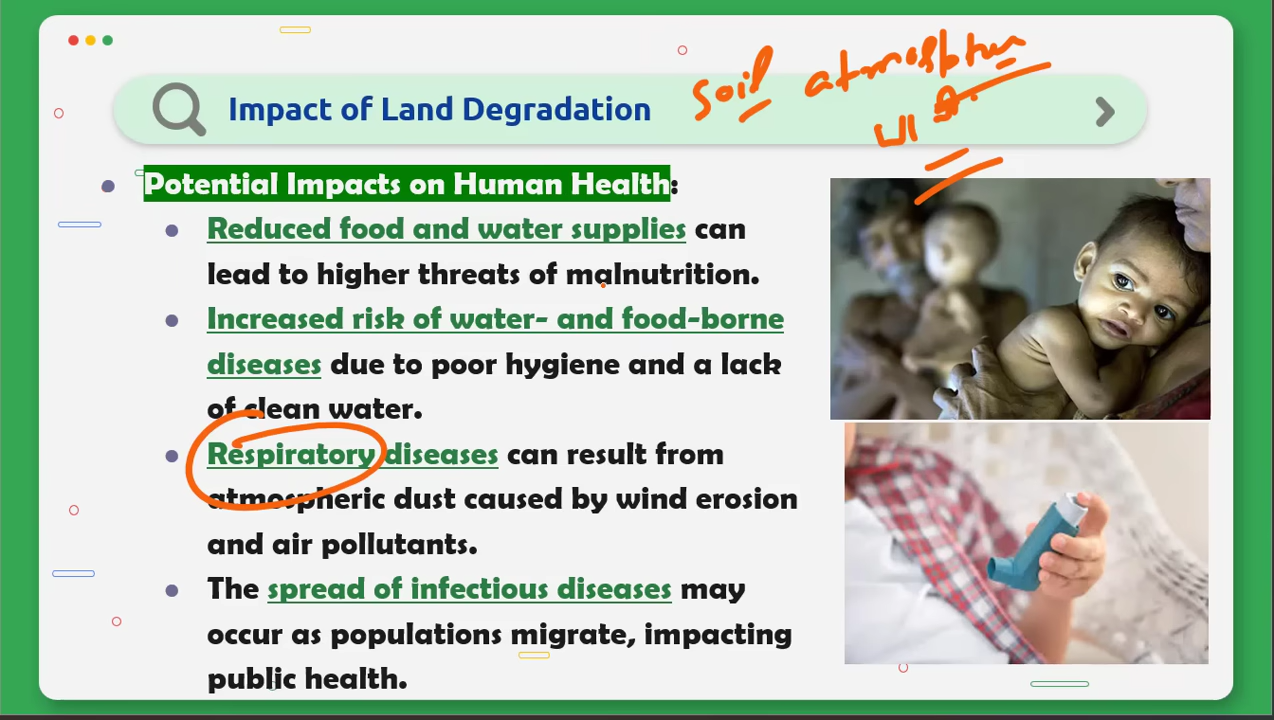 soil atmosphere
Impact of Land Degradation
Potential Impacts on Human Health:
Reduced food and water supplies can
lead to higher threats of malnutrition.
Increased risk of water- and food-borne
diseases due to poor hygiene and a lack
of clean water.
Respiratory diseases can result from
atmospheric dust caused by wind erosion
and air pollutants.
The spread of infectious diseases may
occur as populations migrate, impacting
public health.